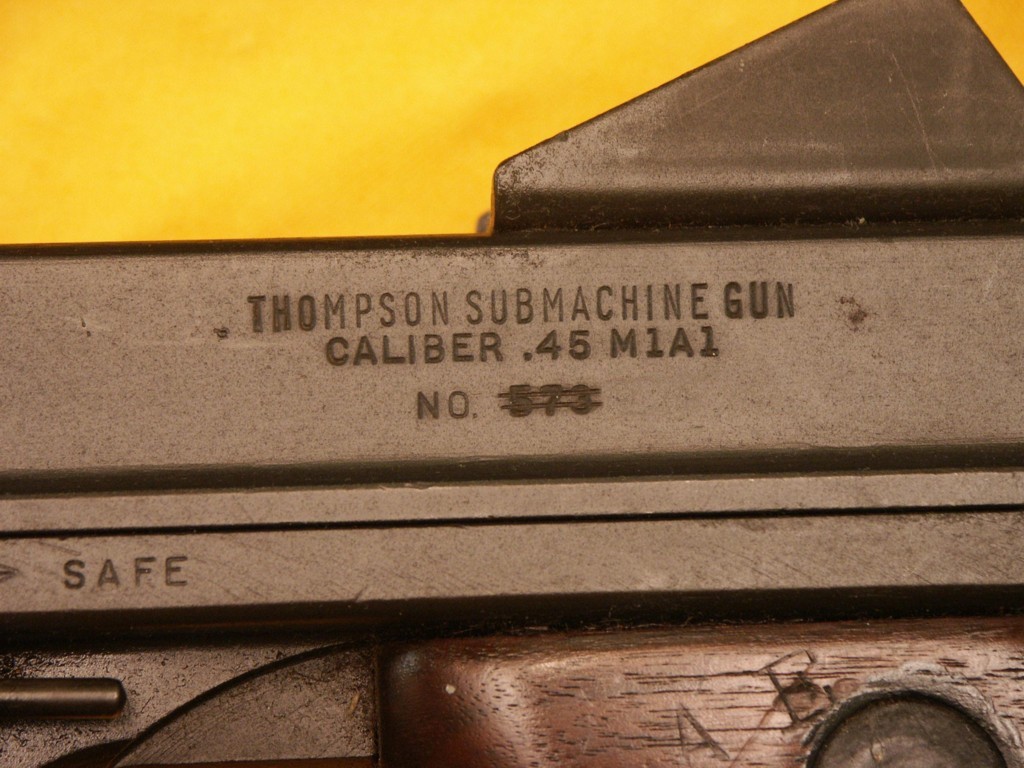 THOMPSON SUBMACHINE GUN
CALIBER .45 M1A1
NO. 573
SAFE